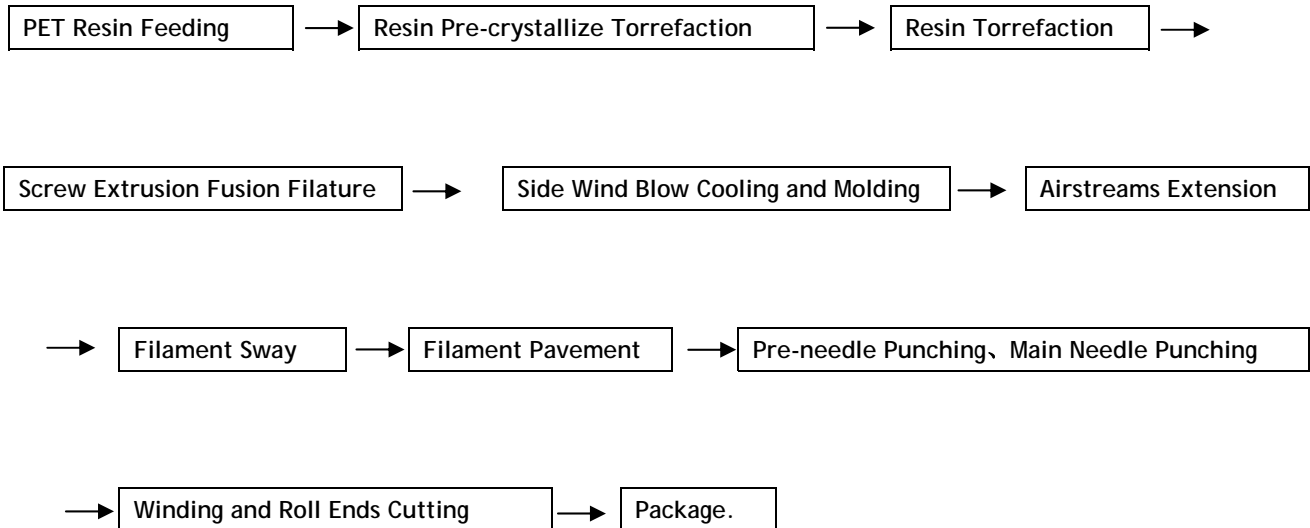 PET Resin Feeding
Resin Pre-crystallize Torrefaction
Resin Torrefaction
Screw Extrusion Fusion Filature
Side Wind Blow Cooling and Molding
Airstreams Extension
Filament Sway
Filament Pavement
Pre-needle Punching、Main Needle Punching
Winding and Roll Ends Cutting
Package.